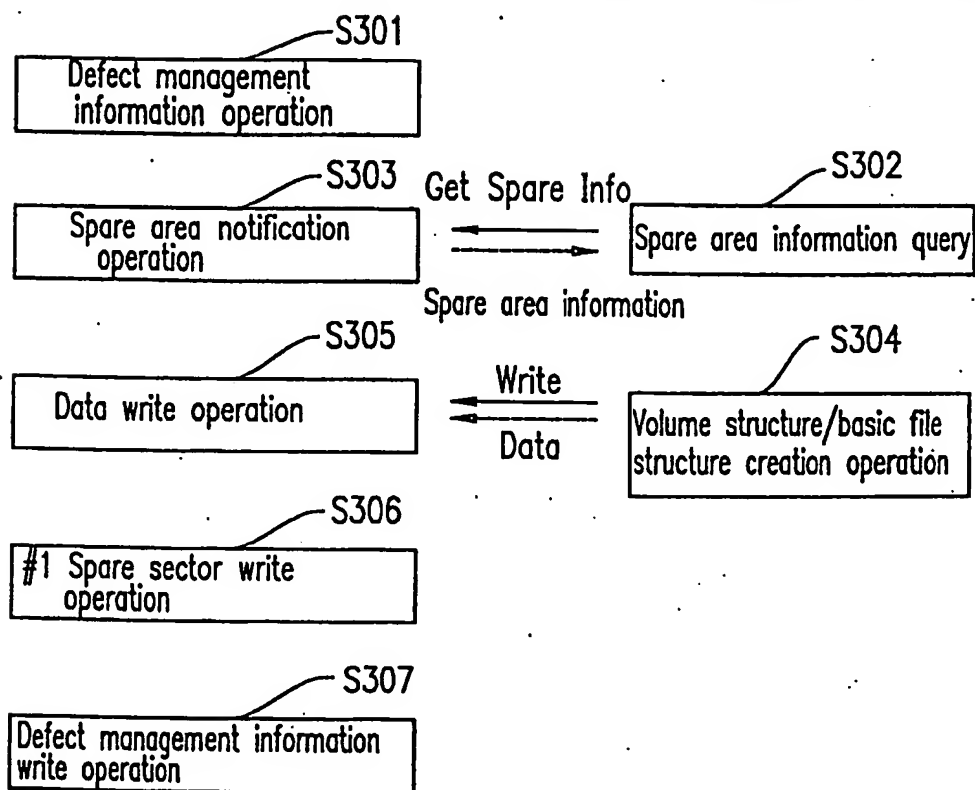 S301
Defect management
information operation
S303
Get Spare Info
S302
Spare area notification
operation
Spare area information query
Spare area information
S305
S304
Write
Data write operation
Data
Volume structure/basic file
structure creation operation
S306
#1 Spare sector write
operation
S307
Defect management information
write operation